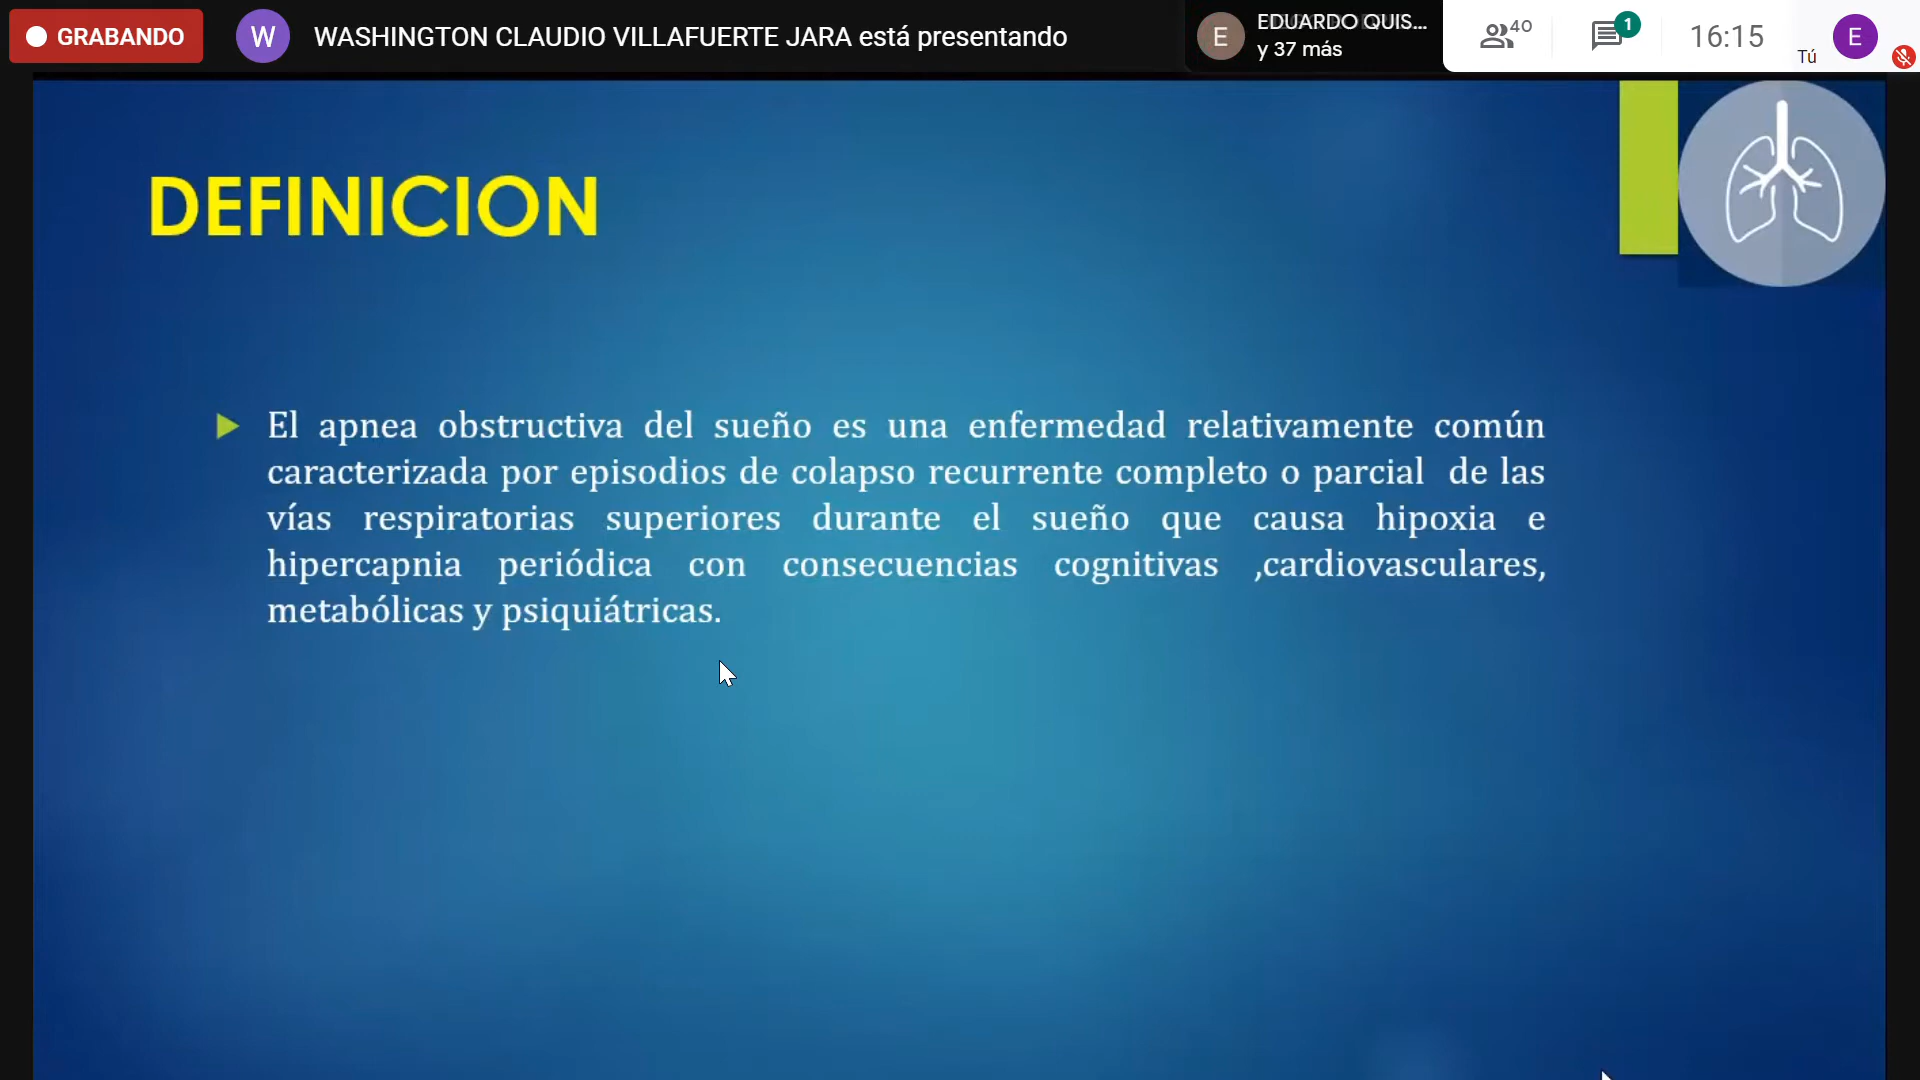 GRABANDO
W
WASHINGTON CLAUDIO VILLAFUERTE JARA está presentando
E
EDUARDO QUIS...
y 37 más
40
1
16:15
Tú
E
DEFINICION
El apnea obstructiva del sueño es una enfermedad relativamente común
caracterizada por episodios de colapso recurrente completo o parcial de las
vías respiratorias superiores durante el sueño que causa hipoxia e
hipercapnia periódica con consecuencias cognitivas ,cardiovasculares,
metabólicas y psiquiátricas.